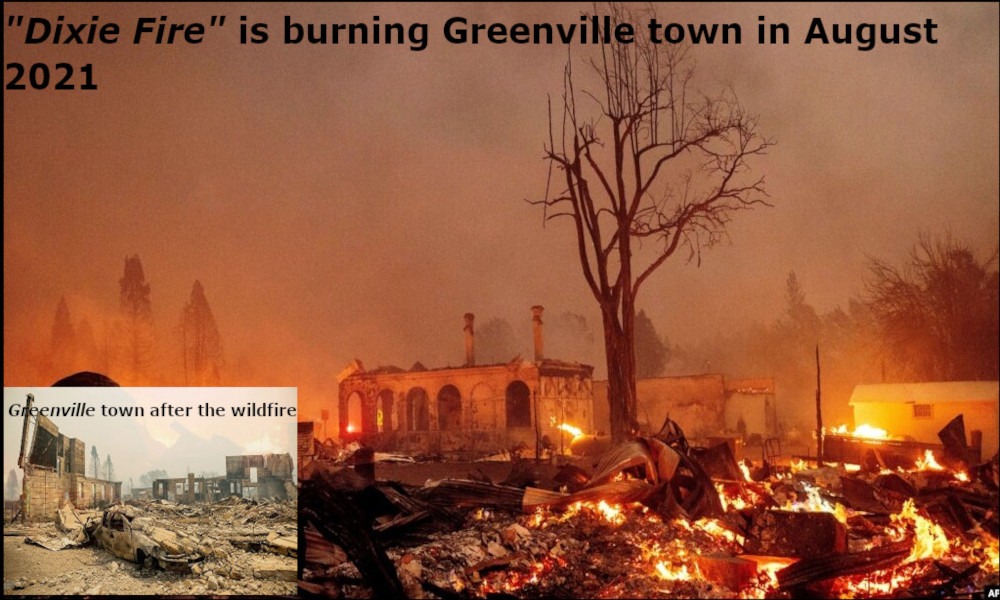 "Dixie Fire" is burning Greenville town in August
2021
Greenville town after the wildfire
AP